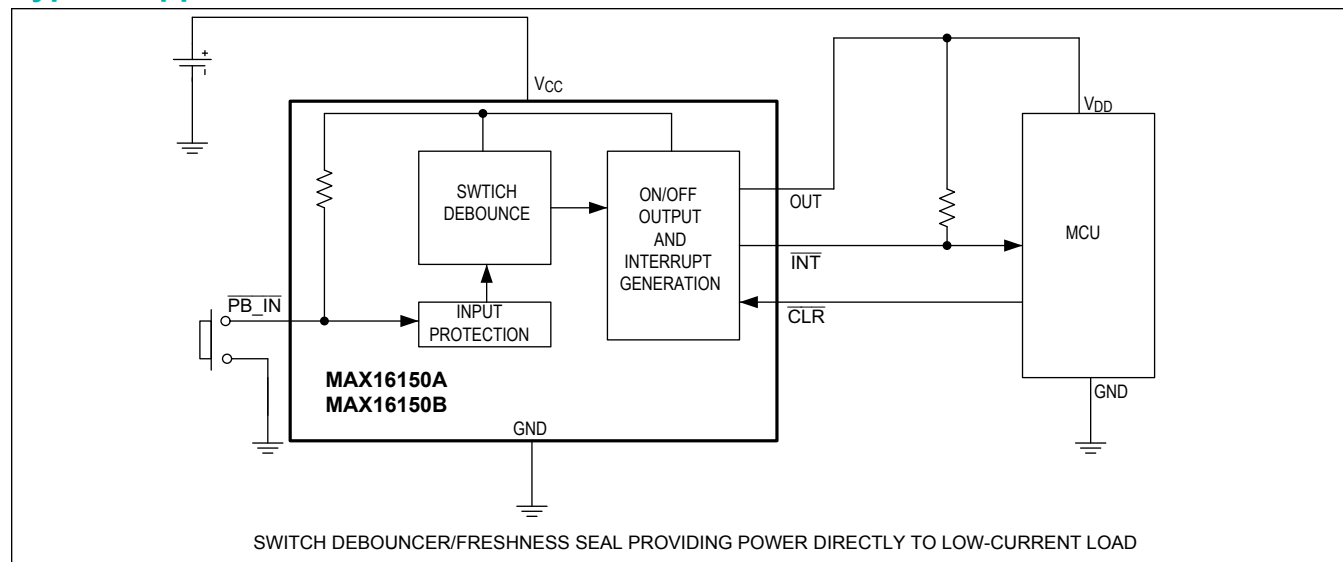 +
-
VCC
VDD
SWTICH
DEBOUNCE
ON/OFF
OUTPUT
AND
INTERRUPT
GENERATION
OUT
MCU
INT
PB_IN
INPUT
PROTECTION
CLR
MAX16150A
MAX16150B
GND
GND
SWITCH DEBOUNCER/FRESHNESS SEAL PROVIDING POWER DIRECTLY TO LOW-CURRENT LOAD